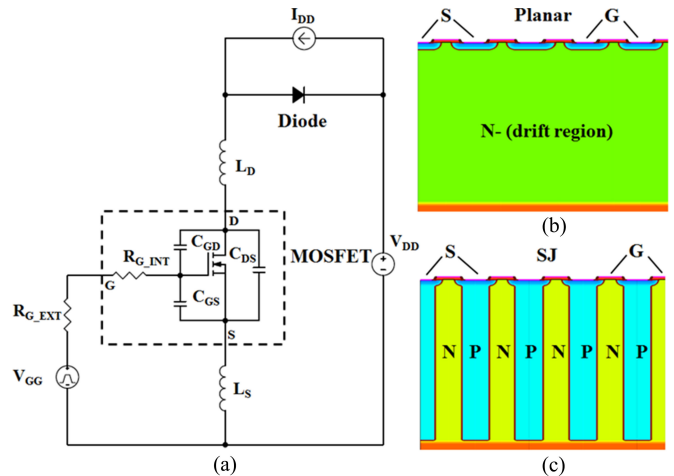 I_DD
Diode
L_D
D
C_GD
C_DS
R_G_INT
MOSFET
V_DD
G
C_GS
R_G_EXT
S
V_GG
L_S
(a)
S Planar G
N- (drift region)
(b)
S SJ G
N P N P N P N P
(c)